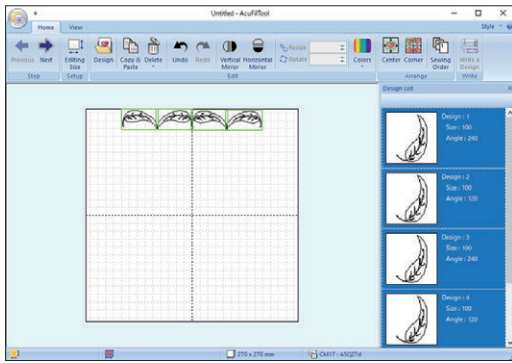 Untitled - AcuFilTool
Home View Style
Previous Next Editing Size Design Copy & Paste Delete Undo Redo Vertical Mirror Horizontal Mirror Resize Rotate Colors Center Corner Sewing Order Write a Design
Step Setup Edit Arrange Write
Design List X
Design : 1
Size : 100
Angle : 240
Design : 2
Size : 100
Angle : 120
Design : 3
Size : 100
Angle : 240
Design : 4
Size : 100
Angle : 120
270 x 270 mm CM17 : ASQ27d